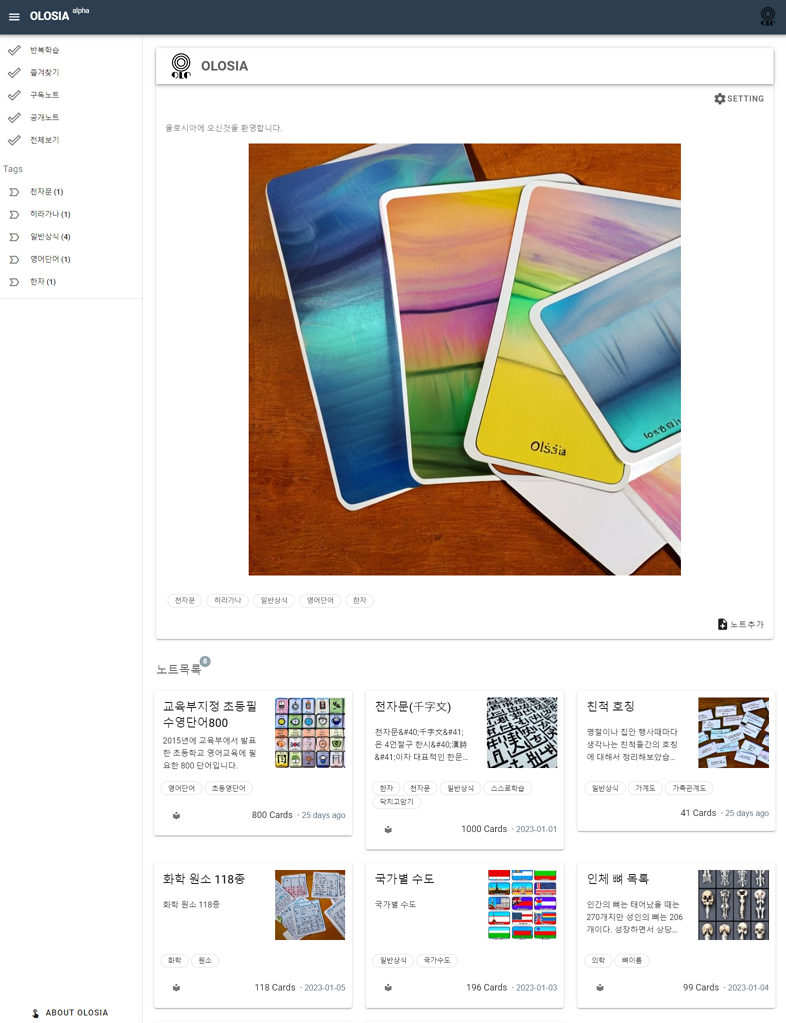 OLOSIA alpha
OLO
반복학습
즐겨찾기
구독노트
공개노트
전체보기
Tags
천자문 (1)
히라가나 (1)
일반상식 (4)
영어단어 (1)
한자 (1)
ABOUT OLOSIA
OLO OLOSIA
SETTING
올로시아에 오신것을 환영합니다.
천자문 히라가나 일반상식 영어단어 한자
노트추가
노트목록 8
교육부지정 초등필
수영단어800
2015년에 교육부에서 발표
한 초등학교 영어교육에 필
요한 800 단어입니다.
영어단어 초등영단어
800 Cards · 25 days ago
천자문(千字文)
천자문&#40;千字文&#41;
은 4언절구 한시&#40;漢詩
&#41;이자 대표적인 한문...
한자 천자문 일반상식 스스로학습
닥치고암기
1000 Cards · 2023-01-01
친척 호칭
명절이나 집안 행사때마다
생각나는 친척들간의 호칭
에 대해서 정리해보았습...
일반상식 가계도 가족관계도
41 Cards · 25 days ago
화학 원소 118종
화학 원소 118종
화학 원소
118 Cards · 2023-01-05
국가별 수도
국가별 수도
일반상식 국가수도
196 Cards · 2023-01-03
인체 뼈 목록
인간의 뼈는 태어났을 때는
270개지만 성인의 뼈는 206
개이다. 성장하면서 상당...
의학 뼈이름
99 Cards · 2023-01-04